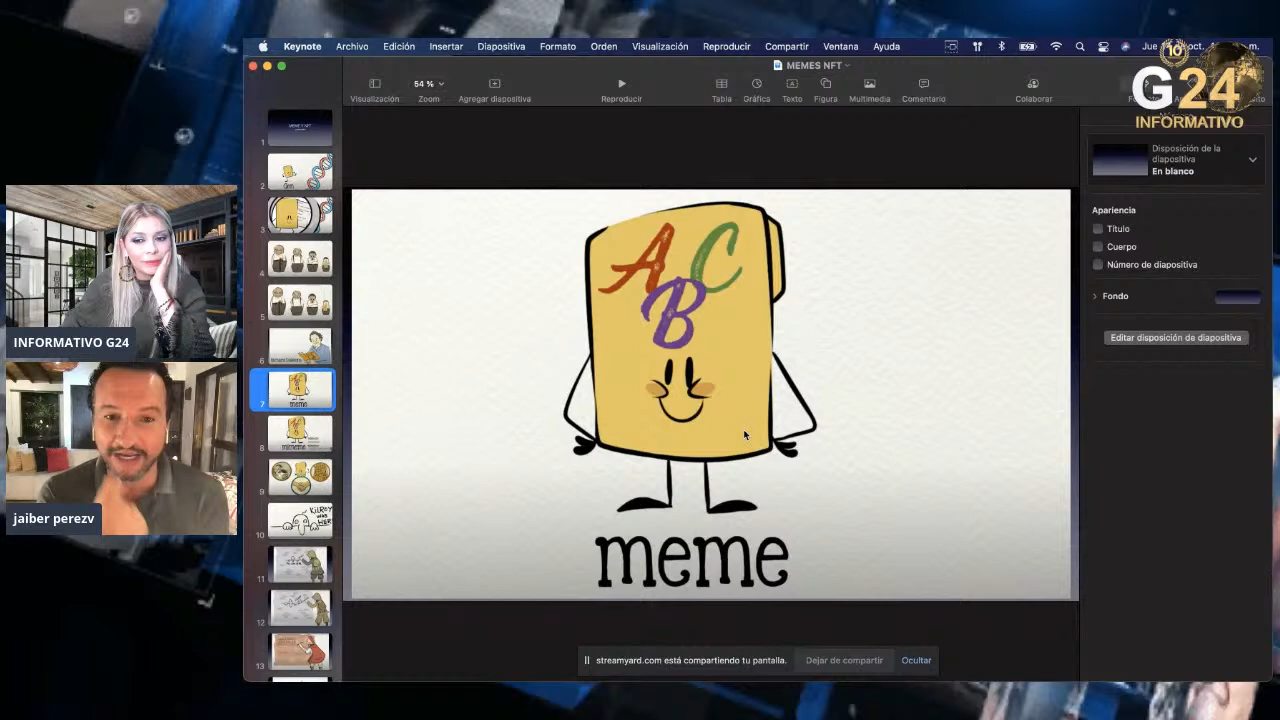 Keynote Archivo Edición Insertar Diapositiva Formato Orden Visualización Reproducir Compartir Ventana Ayuda
MEMES NFT
54 %
Visualización Zoom Agregar diapositiva Reproducir Tabla Gráfica Texto Figura Multimedia Comentario Colaborar
10
G24
INFORMATIVO
1
2
3
4
5
6
7
8
9
10
11
12
13
meme
KILROY
Disposición de la
diapositiva
En blanco
Apariencia
Título
Cuerpo
Número de diapositiva
Fondo
Editar disposición de diapositiva
A C
B
meme
INFORMATIVO G24
jaiber perezv
streamyard.com está compartiendo tu pantalla. Dejar de compartir Ocultar